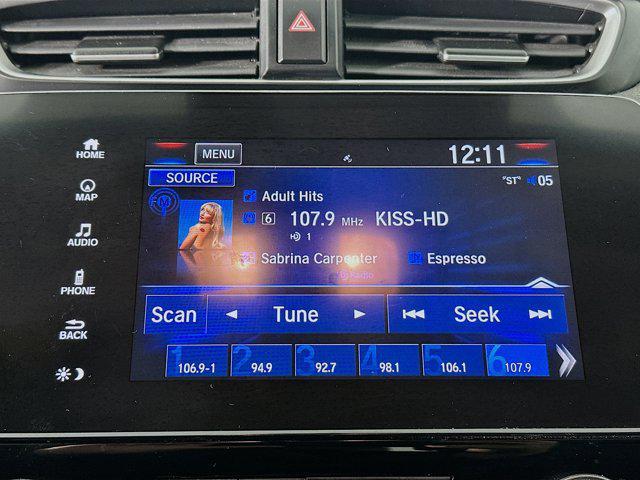 MENU 12:11
HOME
SOURCE "ST" 05
MAP
FM
Adult Hits
6 107.9 MHz KISS-HD
1
AUDIO
Sabrina Carpenter Espresso
Radio
PHONE
Scan Tune Seek
BACK
1 2 3 4 5 6
106.9-1 94.9 92.7 98.1 106.1 107.9